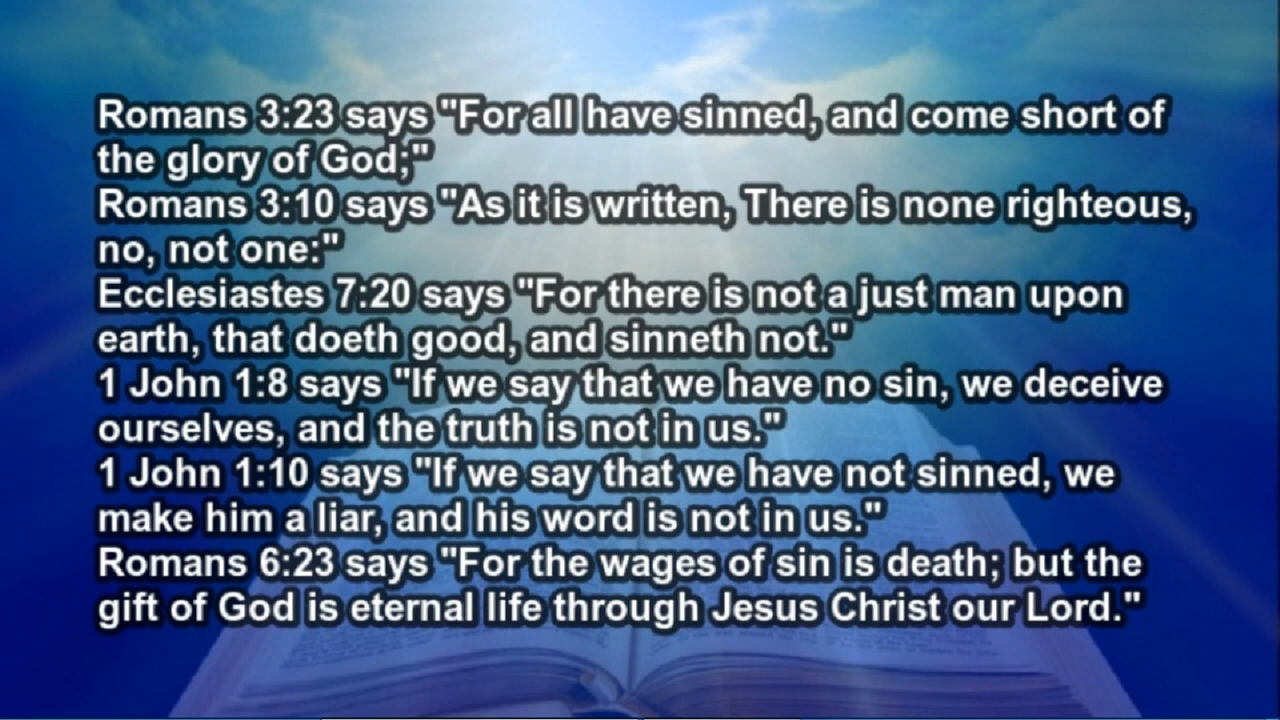 Romans 3:23 says "For all have sinned, and come short of
the glory of God;"
Romans 3:10 says "As it is written, There is none righteous,
no, not one:"
Ecclesiastes 7:20 says "For there is not a just man upon
earth, that doeth good, and sinneth not."
1 John 1:8 says "If we say that we have no sin, we deceive
ourselves, and the truth is not in us."
1 John 1:10 says "If we say that we have not sinned, we
make him a liar, and his word is not in us."
Romans 6:23 says "For the wages of sin is death; but the
gift of God is eternal life through Jesus Christ our Lord."